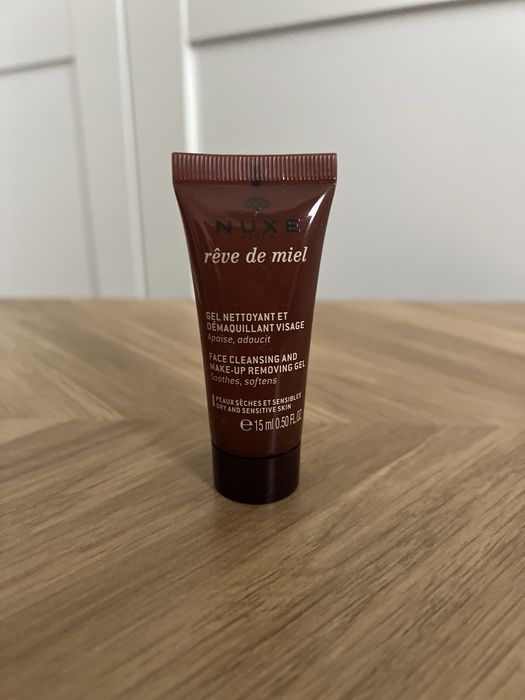 NUXE
rêve de miel
GEL NETTOYANT ET
DÉMAQUILLANT VISAGE
Apaise, adoucit
FACE CLEANSING AND
MAKE-UP REMOVING GEL
Soothes, softens
PEAUX SÈCHES ET SENSIBLES
DRY AND SENSITIVE SKIN
℮ 15 ml 0.50 FL.OZ